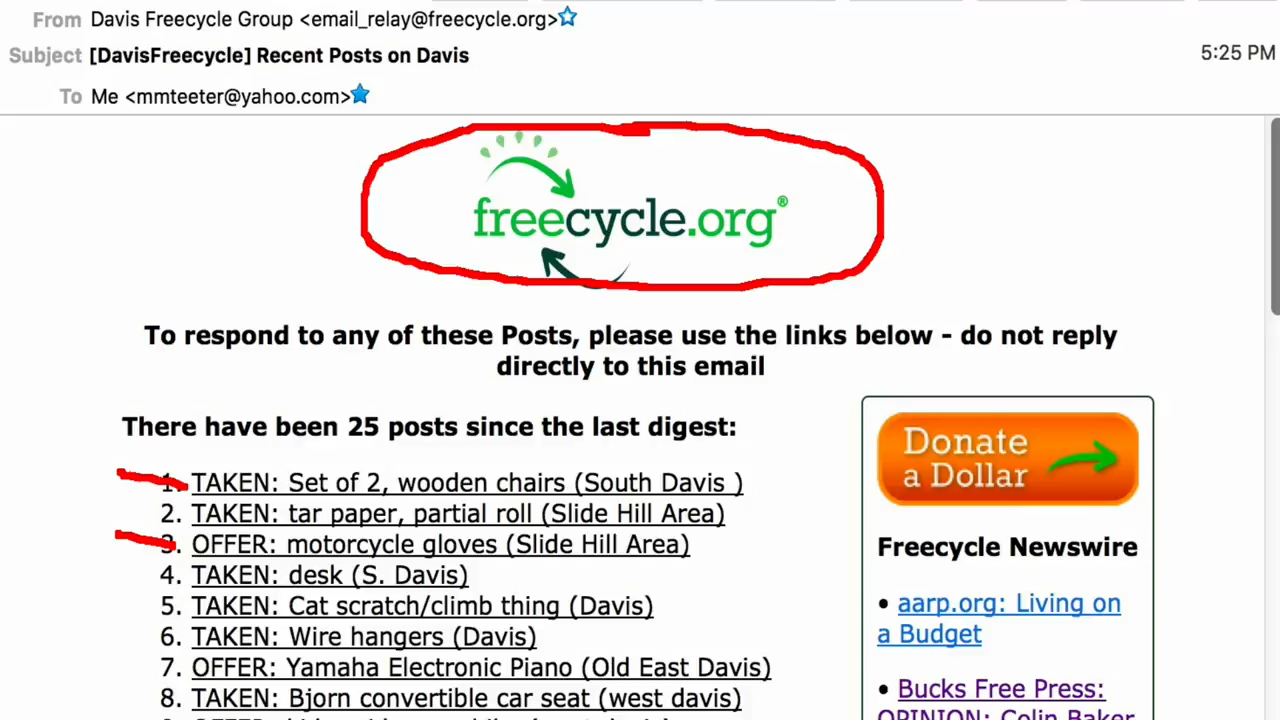 From Davis Freecycle Group <email_relay@freecycle.org>
Subject [DavisFreecycle] Recent Posts on Davis
5:25 PM
To Me <mmteeter@yahoo.com>
freecycle.org®
To respond to any of these Posts, please use the links below - do not reply
directly to this email
There have been 25 posts since the last digest:
1. TAKEN: Set of 2, wooden chairs (South Davis )
2. TAKEN: tar paper, partial roll (Slide Hill Area)
3. OFFER: motorcycle gloves (Slide Hill Area)
4. TAKEN: desk (S. Davis)
5. TAKEN: Cat scratch/climb thing (Davis)
6. TAKEN: Wire hangers (Davis)
7. OFFER: Yamaha Electronic Piano (Old East Davis)
8. TAKEN: Bjorn convertible car seat (west davis)
Donate
a Dollar
Freecycle Newswire
• aarp.org: Living on
a Budget
• Bucks Free Press:
OPINION: Colin Baker